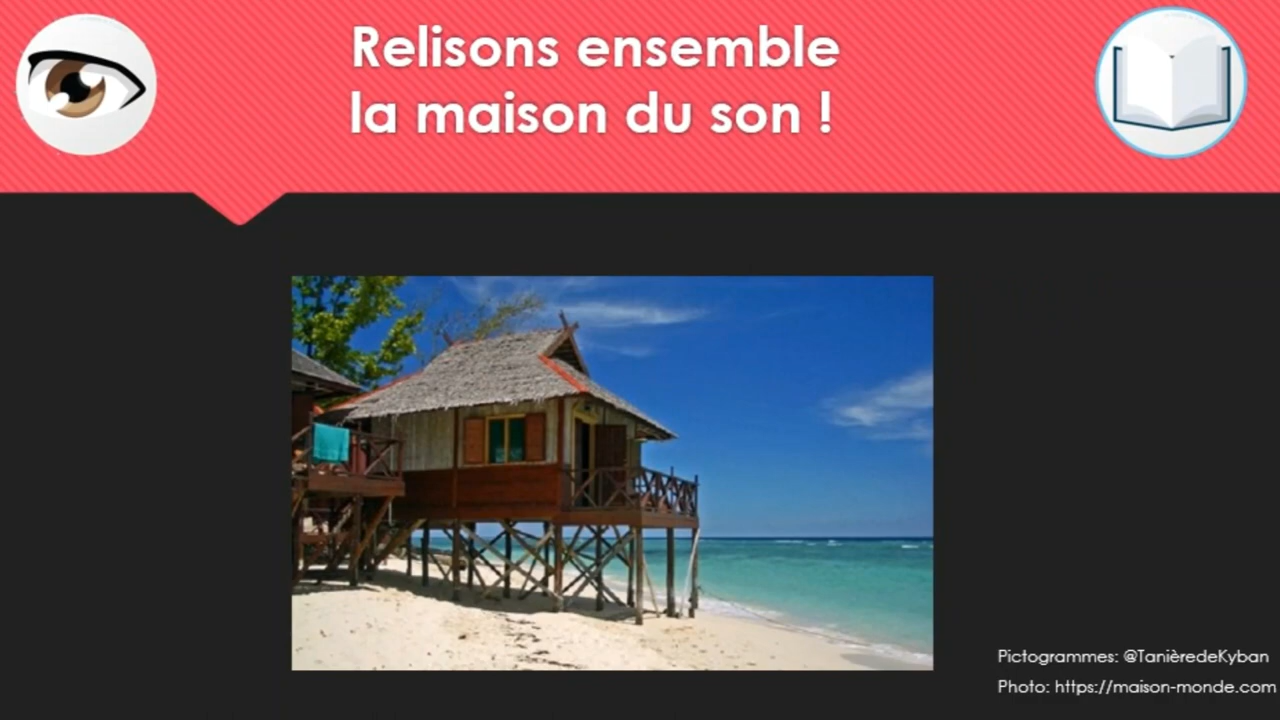 Relisons ensemble
la maison du son !
Pictogrammes: @TanièredeKyban
Photo: https://maison-monde.com